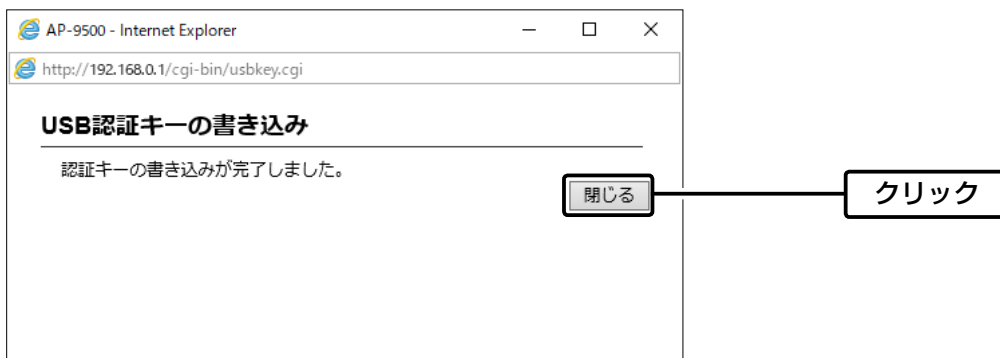 AP-9500 - Internet Explorer
http://192.168.0.1/cgi-bin/usbkey.cgi
USB認証キーの書き込み
認証キーの書き込みが完了しました。
閉じる
クリック